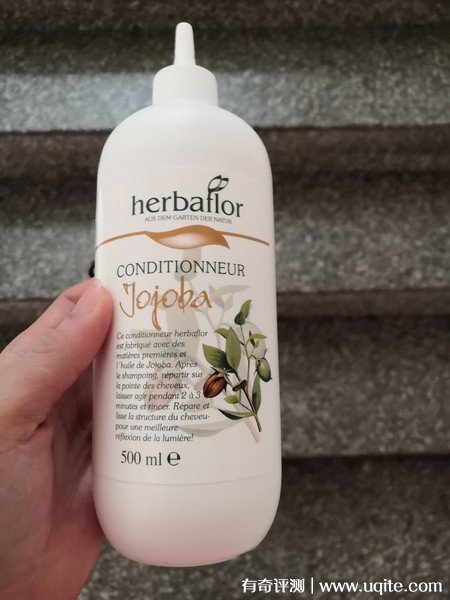 herbaflor
AUS DEM GARTEN DER NATUR
CONDITIONNEUR
Jojoba
Ce conditionneur herbaflor
est fabriqué avec des
matières premières et
l'huile de Jojoba. Après
le shampoing, répartir sur
la pointe des cheveux,
laisser agir pendant 2 à 3
minutes et rincer. Répare et
lisse la structure du cheveu-
pour une meilleure
réflexion de la lumière!
500 ml ℮
有奇评测 | www.uqite.com